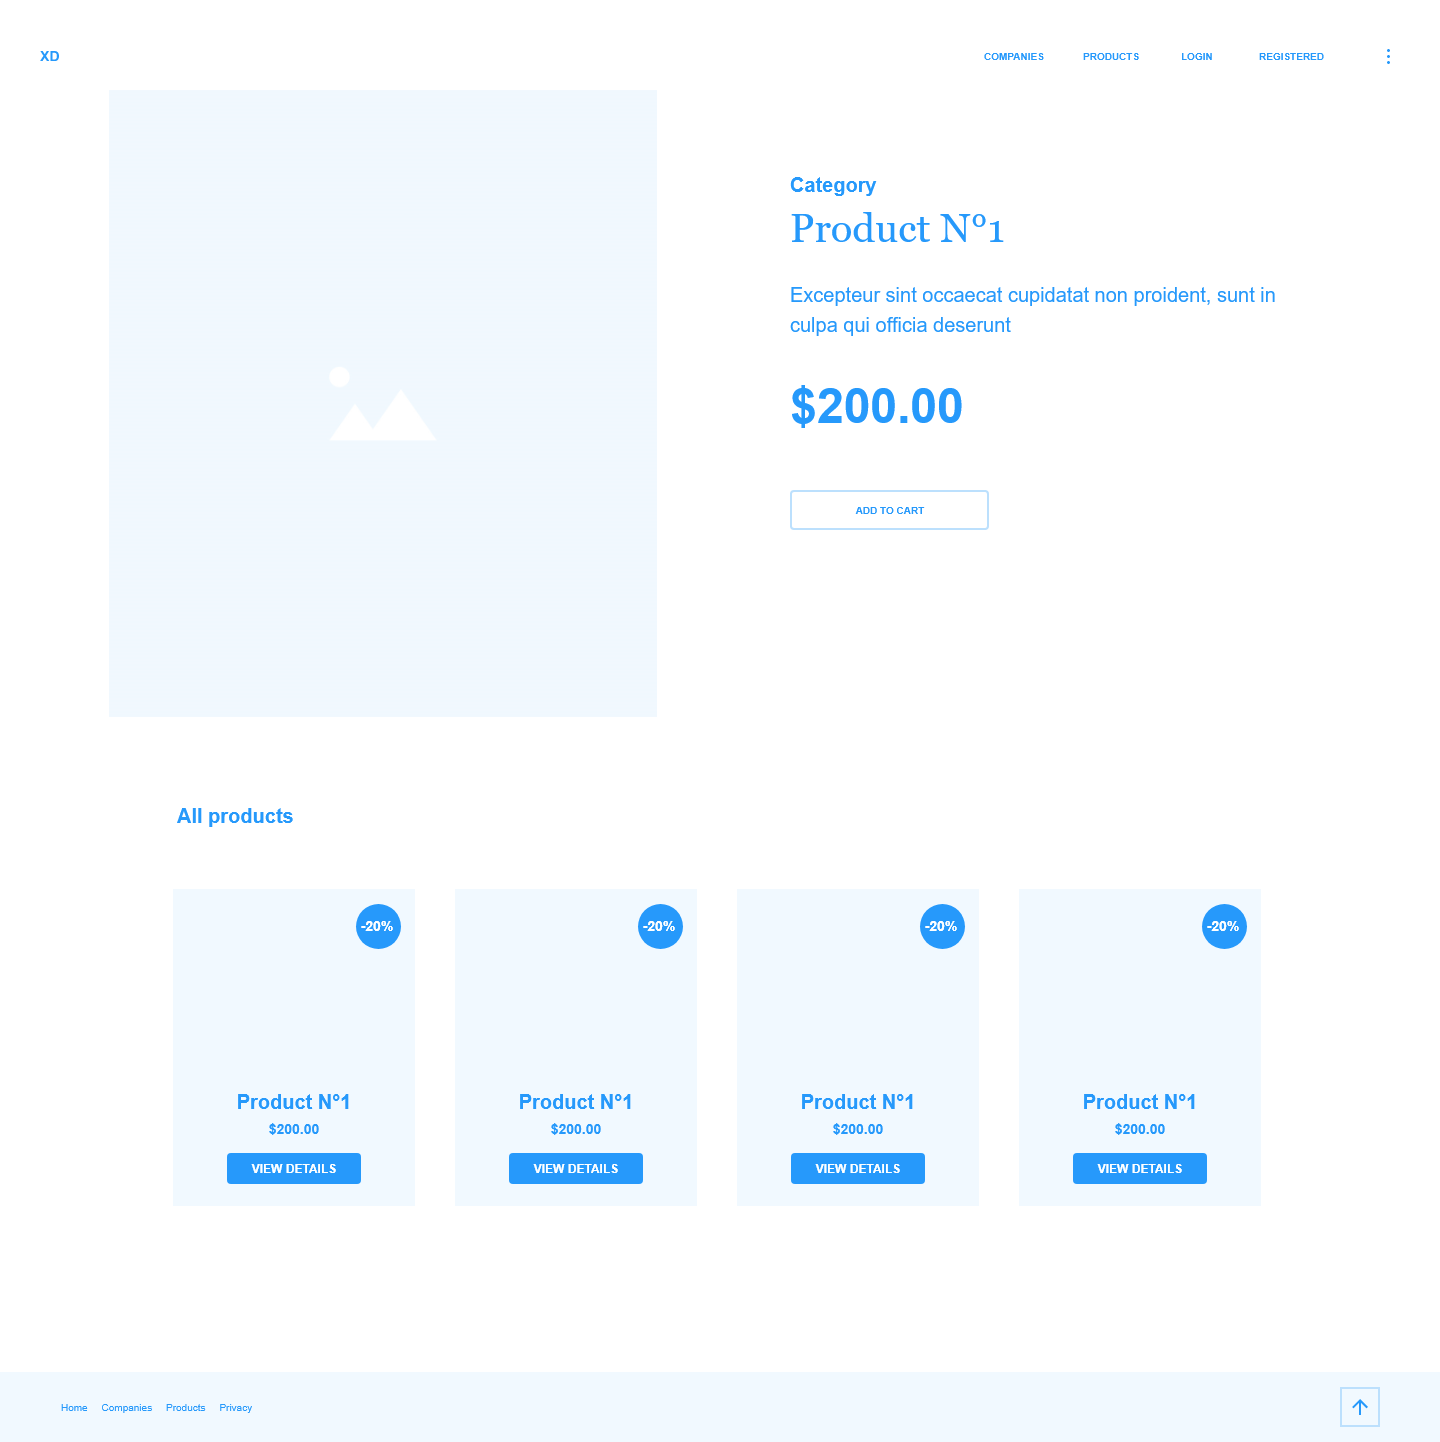 XD
COMPANIES PRODUCTS LOGIN REGISTERED
Category
Product N°1
Excepteur sint occaecat cupidatat non proident, sunt in
culpa qui officia deserunt
$200.00
ADD TO CART
All products
-20% -20% -20% -20%
Product N°1 Product N°1 Product N°1 Product N°1
$200.00 $200.00 $200.00 $200.00
VIEW DETAILS VIEW DETAILS VIEW DETAILS VIEW DETAILS
Home Companies Products Privacy